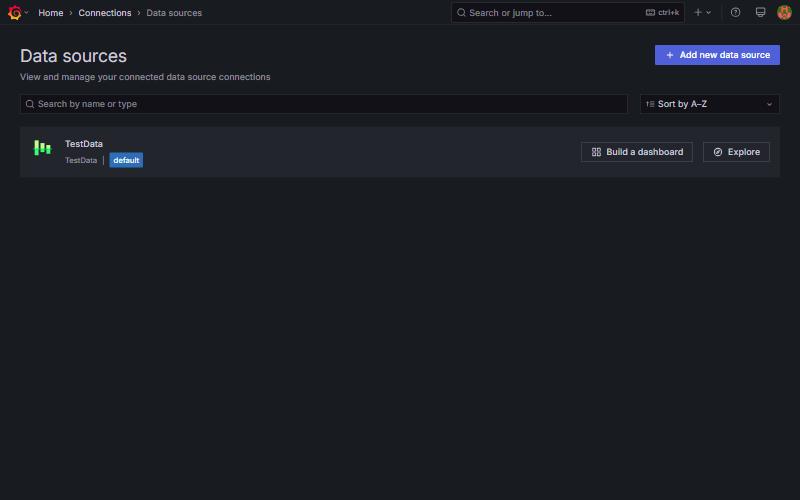 Home › Connections › Data sources
Search or jump to...
ctrl+k
Data sources
View and manage your connected data source connections
Add new data source
Search by name or type
Sort by A–Z
TestData
TestData | default
Build a dashboard
Explore